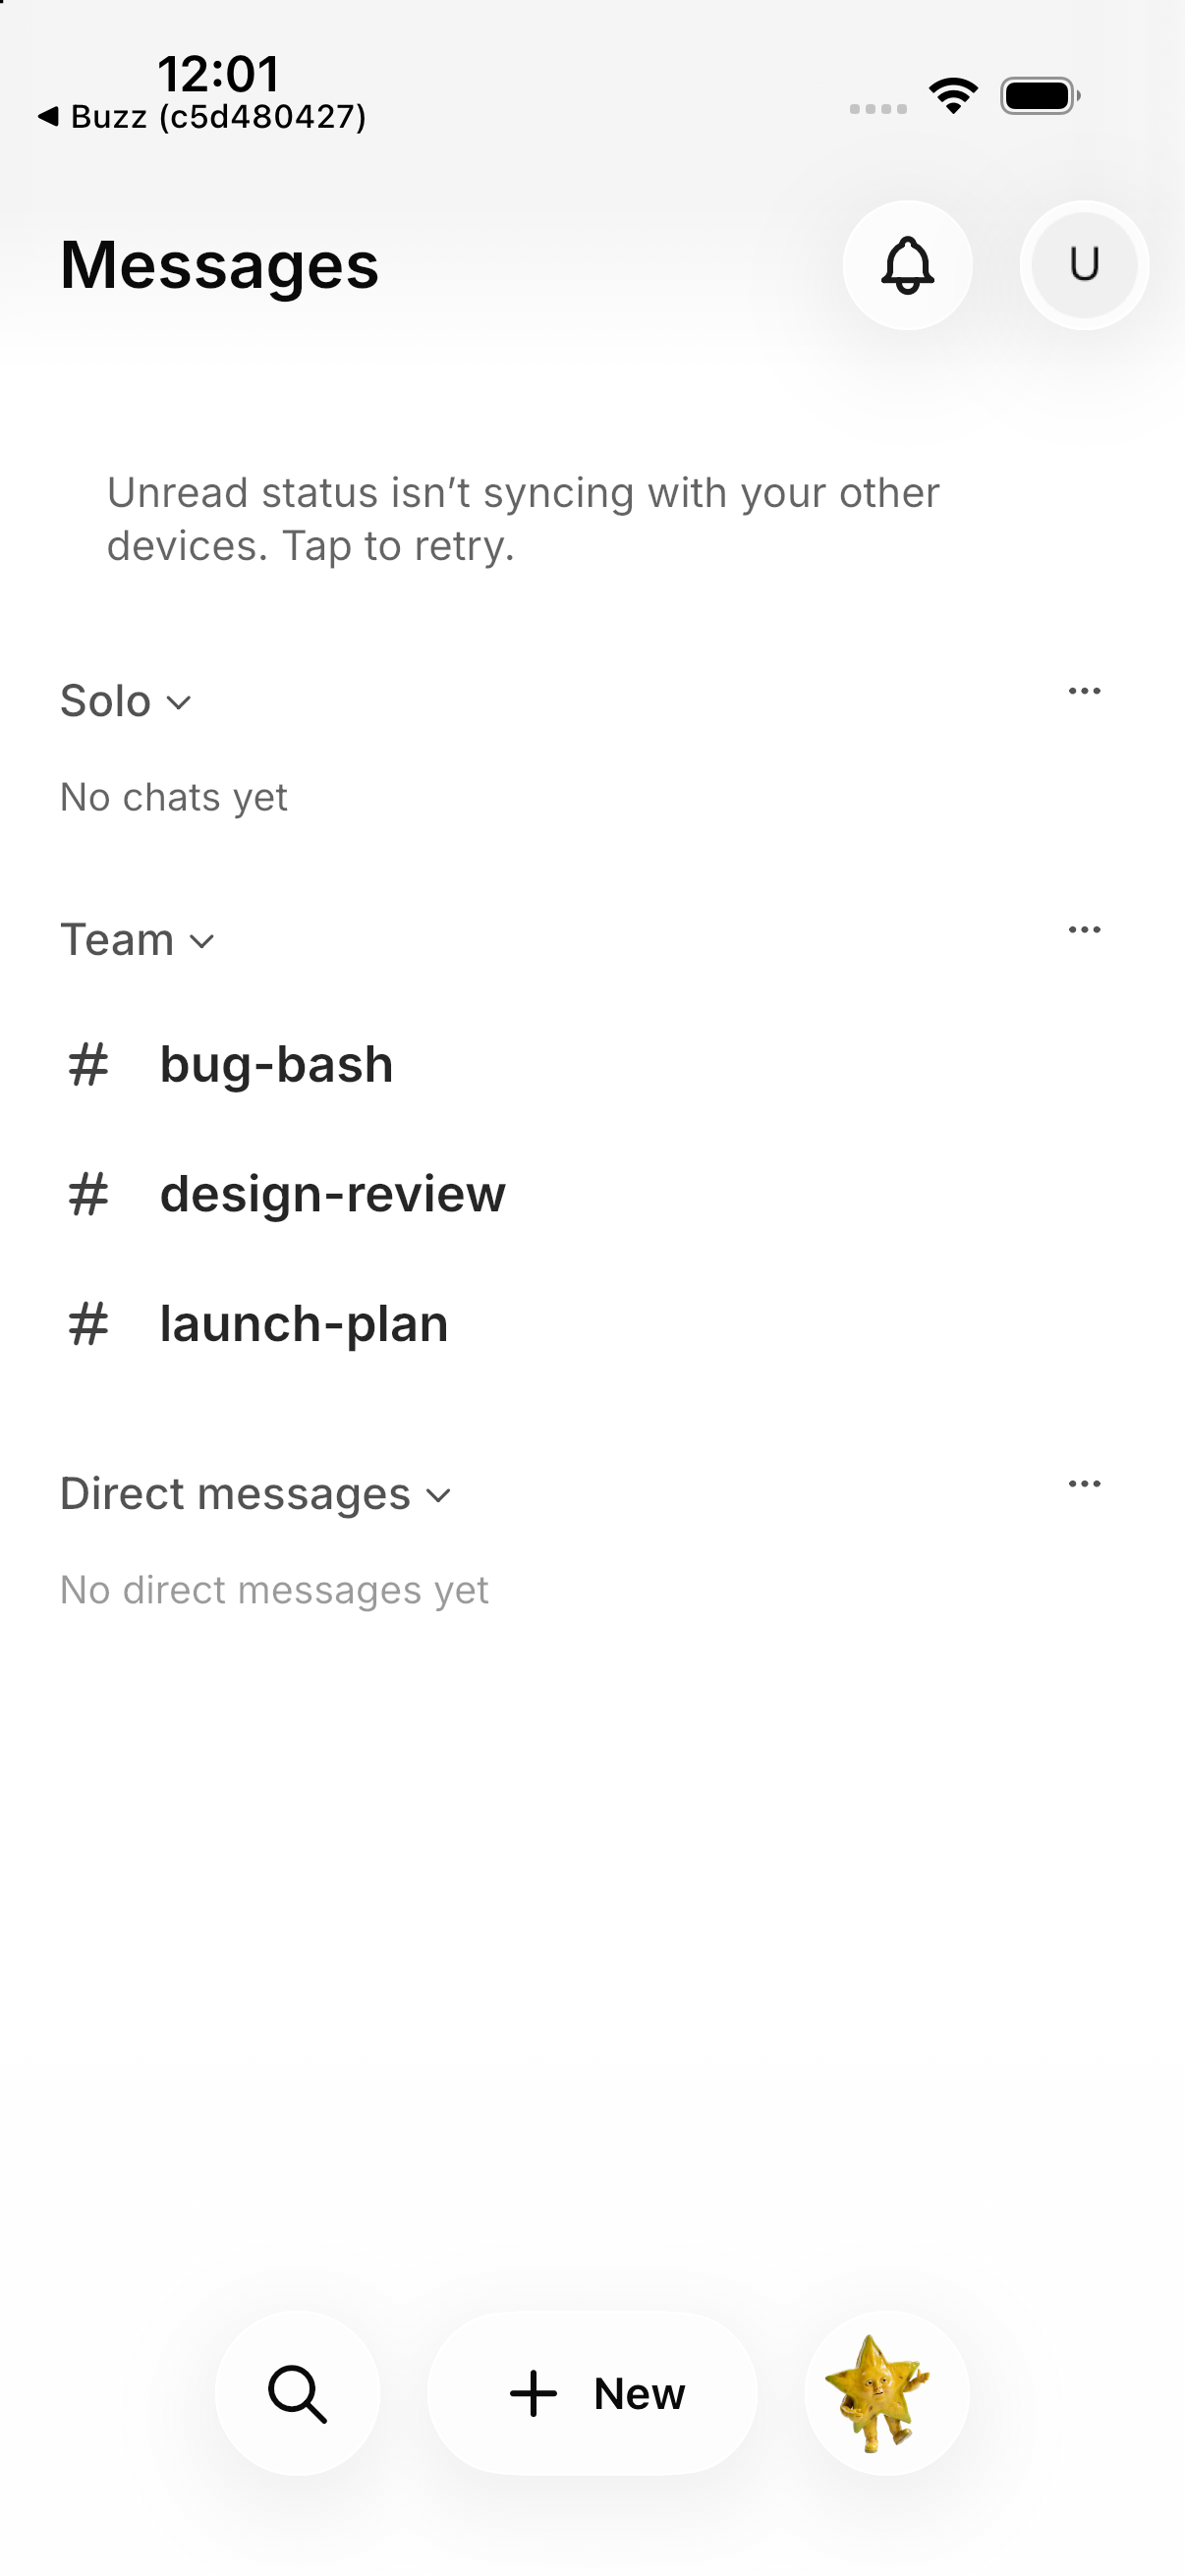 12:01
◀ Buzz (c5d480427)
Messages
U
Unread status isn’t syncing with your other
devices. Tap to retry.
Solo
No chats yet
Team
# bug-bash
# design-review
# launch-plan
Direct messages
No direct messages yet
+ New